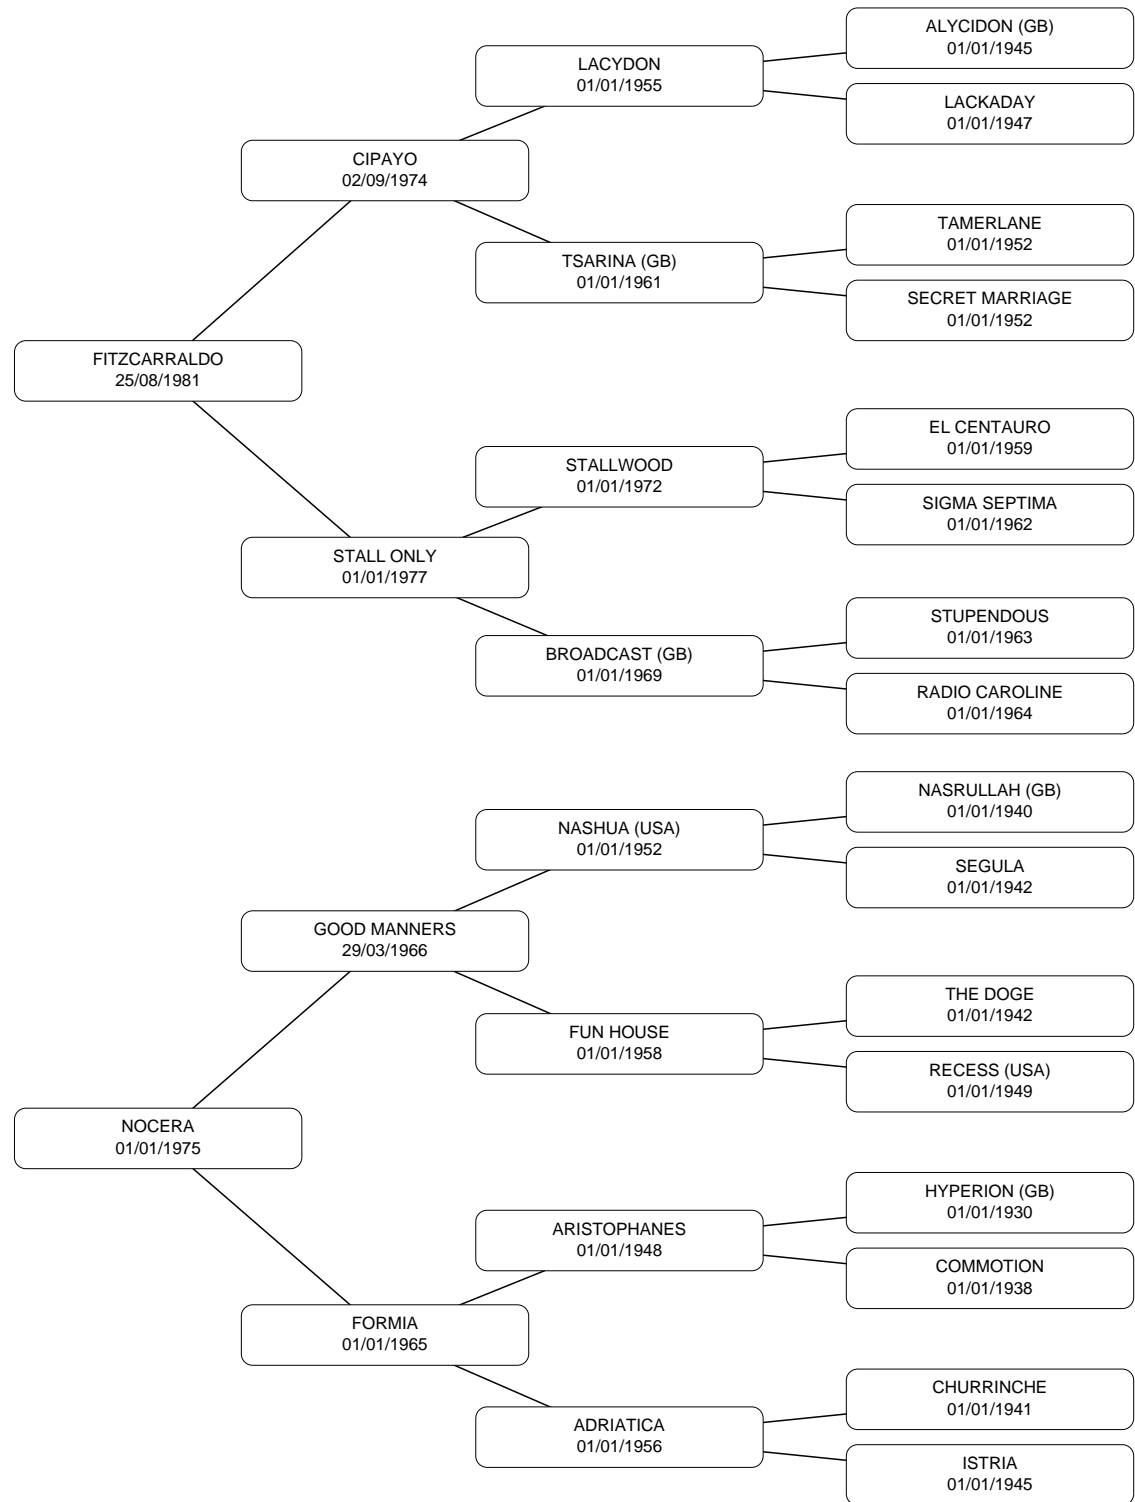 ALYCIDON (GB)
01/01/1945
LACYDON
01/01/1955
LACKADAY
01/01/1947
CIPAYO
02/09/1974
TAMERLANE
01/01/1952
TSARINA (GB)
01/01/1961
SECRET MARRIAGE
01/01/1952
FITZCARRALDO
25/08/1981
EL CENTAURO
01/01/1959
STALLWOOD
01/01/1972
SIGMA SEPTIMA
01/01/1962
STALL ONLY
01/01/1977
STUPENDOUS
01/01/1963
BROADCAST (GB)
01/01/1969
RADIO CAROLINE
01/01/1964
NASRULLAH (GB)
01/01/1940
NASHUA (USA)
01/01/1952
SEGULA
01/01/1942
GOOD MANNERS
29/03/1966
THE DOGE
01/01/1942
FUN HOUSE
01/01/1958
RECESS (USA)
01/01/1949
NOCERA
01/01/1975
HYPERION (GB)
01/01/1930
ARISTOPHANES
01/01/1948
COMMOTION
01/01/1938
FORMIA
01/01/1965
CHURRINCHE
01/01/1941
ADRIATICA
01/01/1956
ISTRIA
01/01/1945